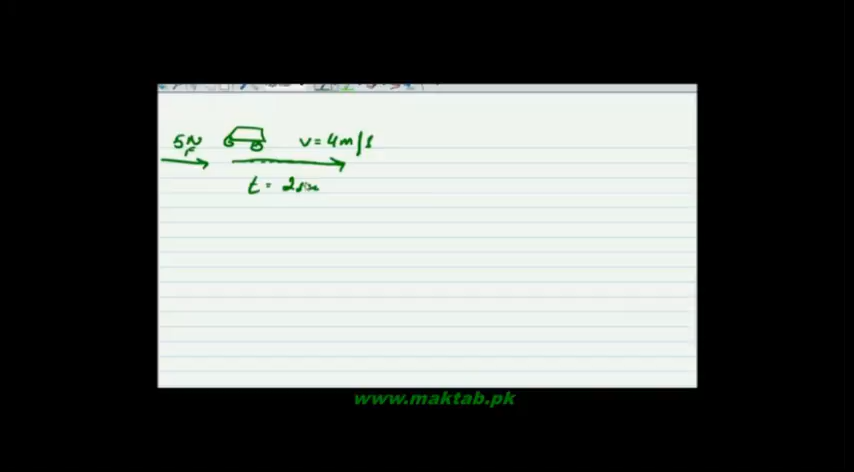 5N v = 4m/s
F
t = 2sec
www.maktab.pk